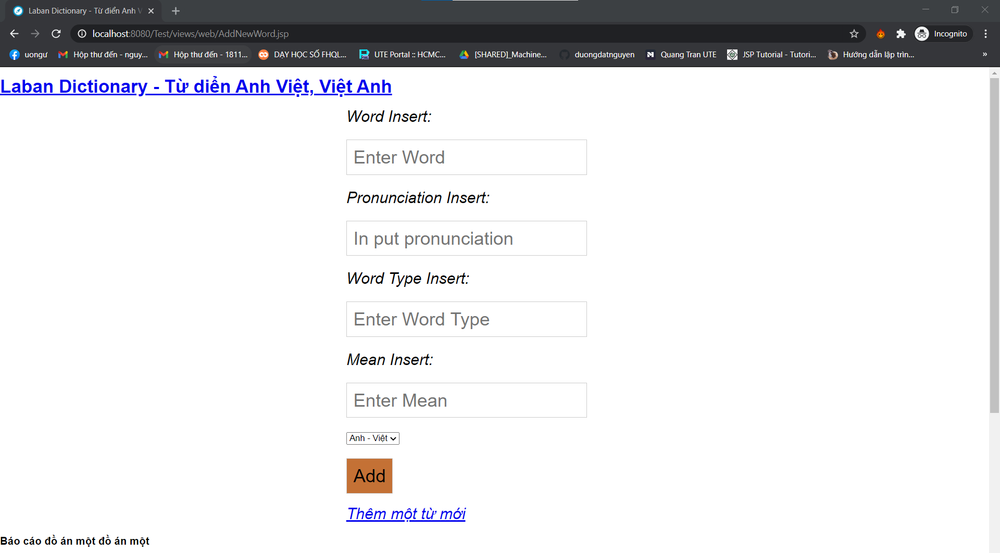 Laban Dictionary - Từ điển Anh V
localhost:8080/Test/views/web/AddNewWord.jsp
Incognito
uongư Hộp thư đến - nguy... Hộp thư đến - 1811... DẠY HỌC SỐ FHQL... UTE Portal :: HCMC... [SHARED]_Machine... duongdatnguyen Quang Tran UTE JSP Tutorial - Tutori... Hướng dẫn lập trìn... »
Laban Dictionary - Từ diển Anh Việt, Việt Anh
Word Insert:
Enter Word
Pronunciation Insert:
In put pronunciation
Word Type Insert:
Enter Word Type
Mean Insert:
Enter Mean
Anh - Việt
Add
Thêm một từ mới
Báo cáo đồ án một đồ án một